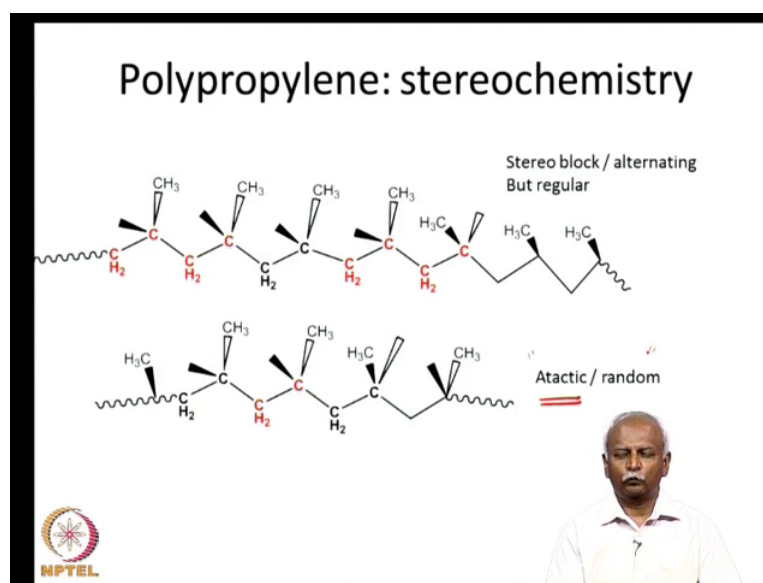 Polypropylene: stereochemistry
Stereo block / alternating
But regular
CH3 CH3 CH3 CH3 H3C H3C H3C
C C C C C
C H2 C H2 C H2 C H2 C H2
Atactic / random
H3C CH3 CH3 H3C CH3
C C C
C H2 C H2 C H2
NPTEL